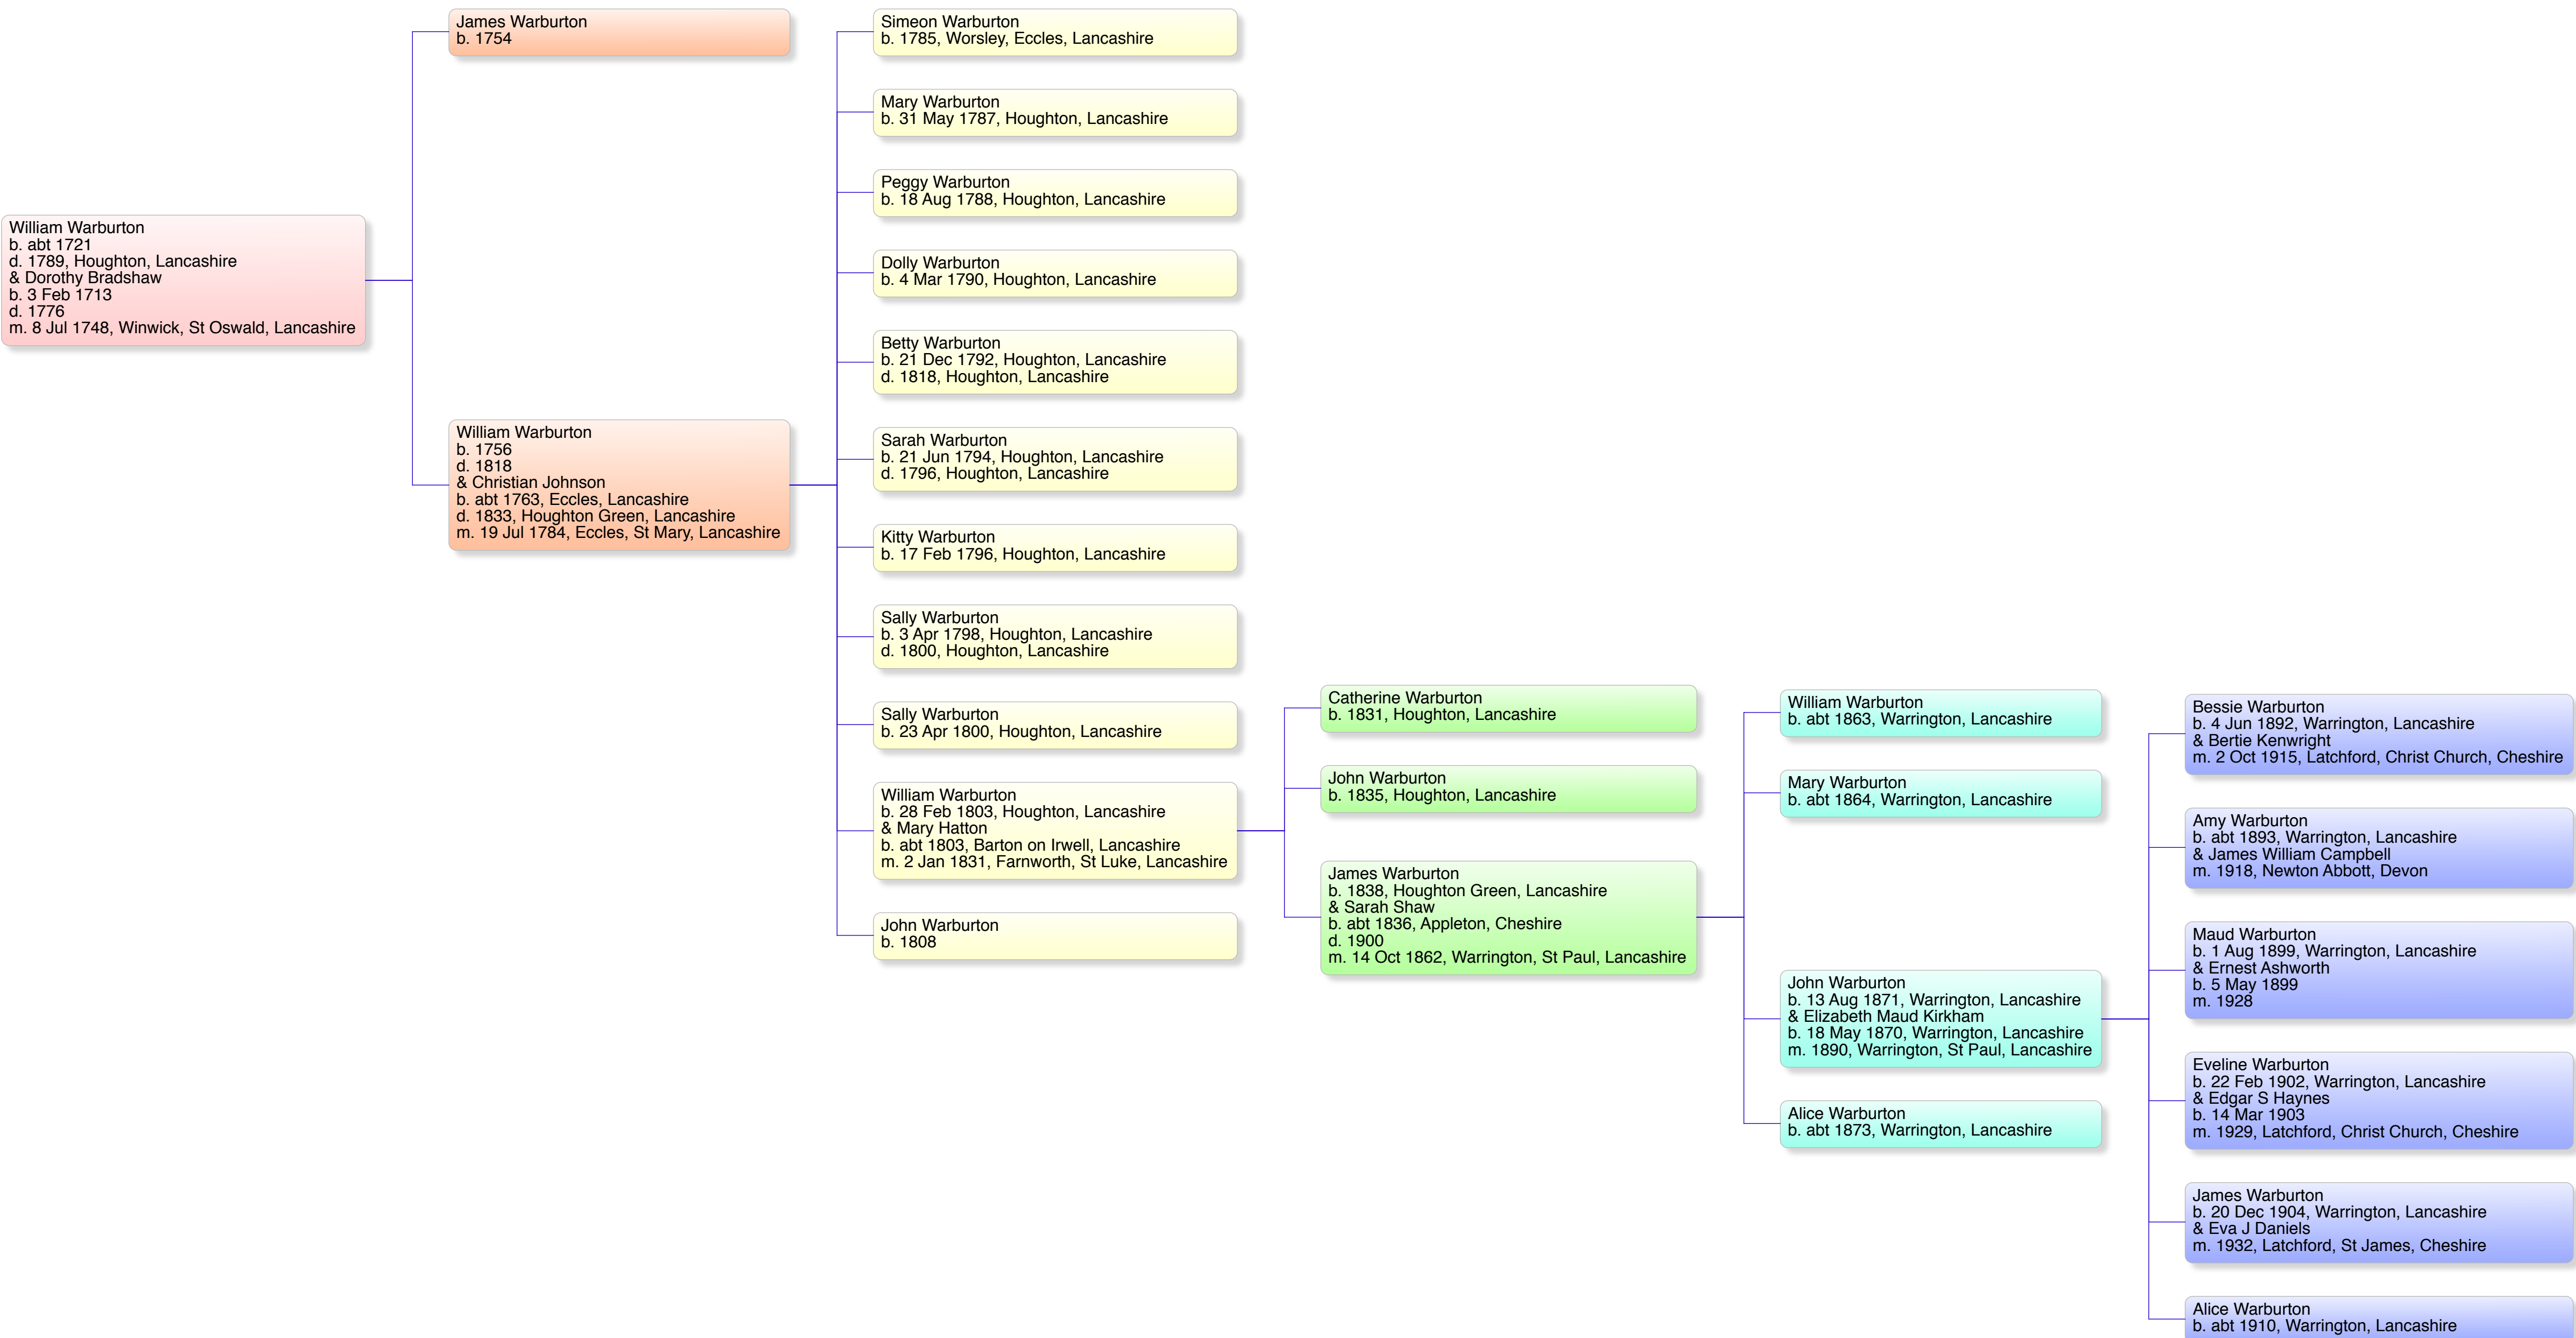 William Warburton
b. abt 1721
d. 1789, Houghton, Lancashire
& Dorothy Bradshaw
b. 3 Feb 1713
d. 1776
m. 8 Jul 1748, Winwick, St Oswald, Lancashire
James Warburton
b. 1754
William Warburton
b. 1756
d. 1818
& Christian Johnson
b. abt 1763, Eccles, Lancashire
d. 1833, Houghton Green, Lancashire
m. 19 Jul 1784, Eccles, St Mary, Lancashire
Simeon Warburton
b. 1785, Worsley, Eccles, Lancashire
Mary Warburton
b. 31 May 1787, Houghton, Lancashire
Peggy Warburton
b. 18 Aug 1788, Houghton, Lancashire
Dolly Warburton
b. 4 Mar 1790, Houghton, Lancashire
Betty Warburton
b. 21 Dec 1792, Houghton, Lancashire
d. 1818, Houghton, Lancashire
Sarah Warburton
b. 21 Jun 1794, Houghton, Lancashire
d. 1796, Houghton, Lancashire
Kitty Warburton
b. 17 Feb 1796, Houghton, Lancashire
Sally Warburton
b. 3 Apr 1798, Houghton, Lancashire
d. 1800, Houghton, Lancashire
Sally Warburton
b. 23 Apr 1800, Houghton, Lancashire
William Warburton
b. 28 Feb 1803, Houghton, Lancashire
& Mary Hatton
b. abt 1803, Barton on Irwell, Lancashire
m. 2 Jan 1831, Farnworth, St Luke, Lancashire
John Warburton
b. 1808
Catherine Warburton
b. 1831, Houghton, Lancashire
John Warburton
b. 1835, Houghton, Lancashire
James Warburton
b. 1838, Houghton Green, Lancashire
& Sarah Shaw
b. abt 1836, Appleton, Cheshire
d. 1900
m. 14 Oct 1862, Warrington, St Paul, Lancashire
William Warburton
b. abt 1863, Warrington, Lancashire
Mary Warburton
b. abt 1864, Warrington, Lancashire
John Warburton
b. 13 Aug 1871, Warrington, Lancashire
& Elizabeth Maud Kirkham
b. 18 May 1870, Warrington, Lancashire
m. 1890, Warrington, St Paul, Lancashire
Alice Warburton
b. abt 1873, Warrington, Lancashire
Bessie Warburton
b. 4 Jun 1892, Warrington, Lancashire
& Bertie Kenwright
m. 2 Oct 1915, Latchford, Christ Church, Cheshire
Amy Warburton
b. abt 1893, Warrington, Lancashire
& James William Campbell
m. 1918, Newton Abbott, Devon
Maud Warburton
b. 1 Aug 1899, Warrington, Lancashire
& Ernest Ashworth
b. 5 May 1899
m. 1928
Eveline Warburton
b. 22 Feb 1902, Warrington, Lancashire
& Edgar S Haynes
b. 14 Mar 1903
m. 1929, Latchford, Christ Church, Cheshire
James Warburton
b. 20 Dec 1904, Warrington, Lancashire
& Eva J Daniels
m. 1932, Latchford, St James, Cheshire
Alice Warburton
b. abt 1910, Warrington, Lancashire